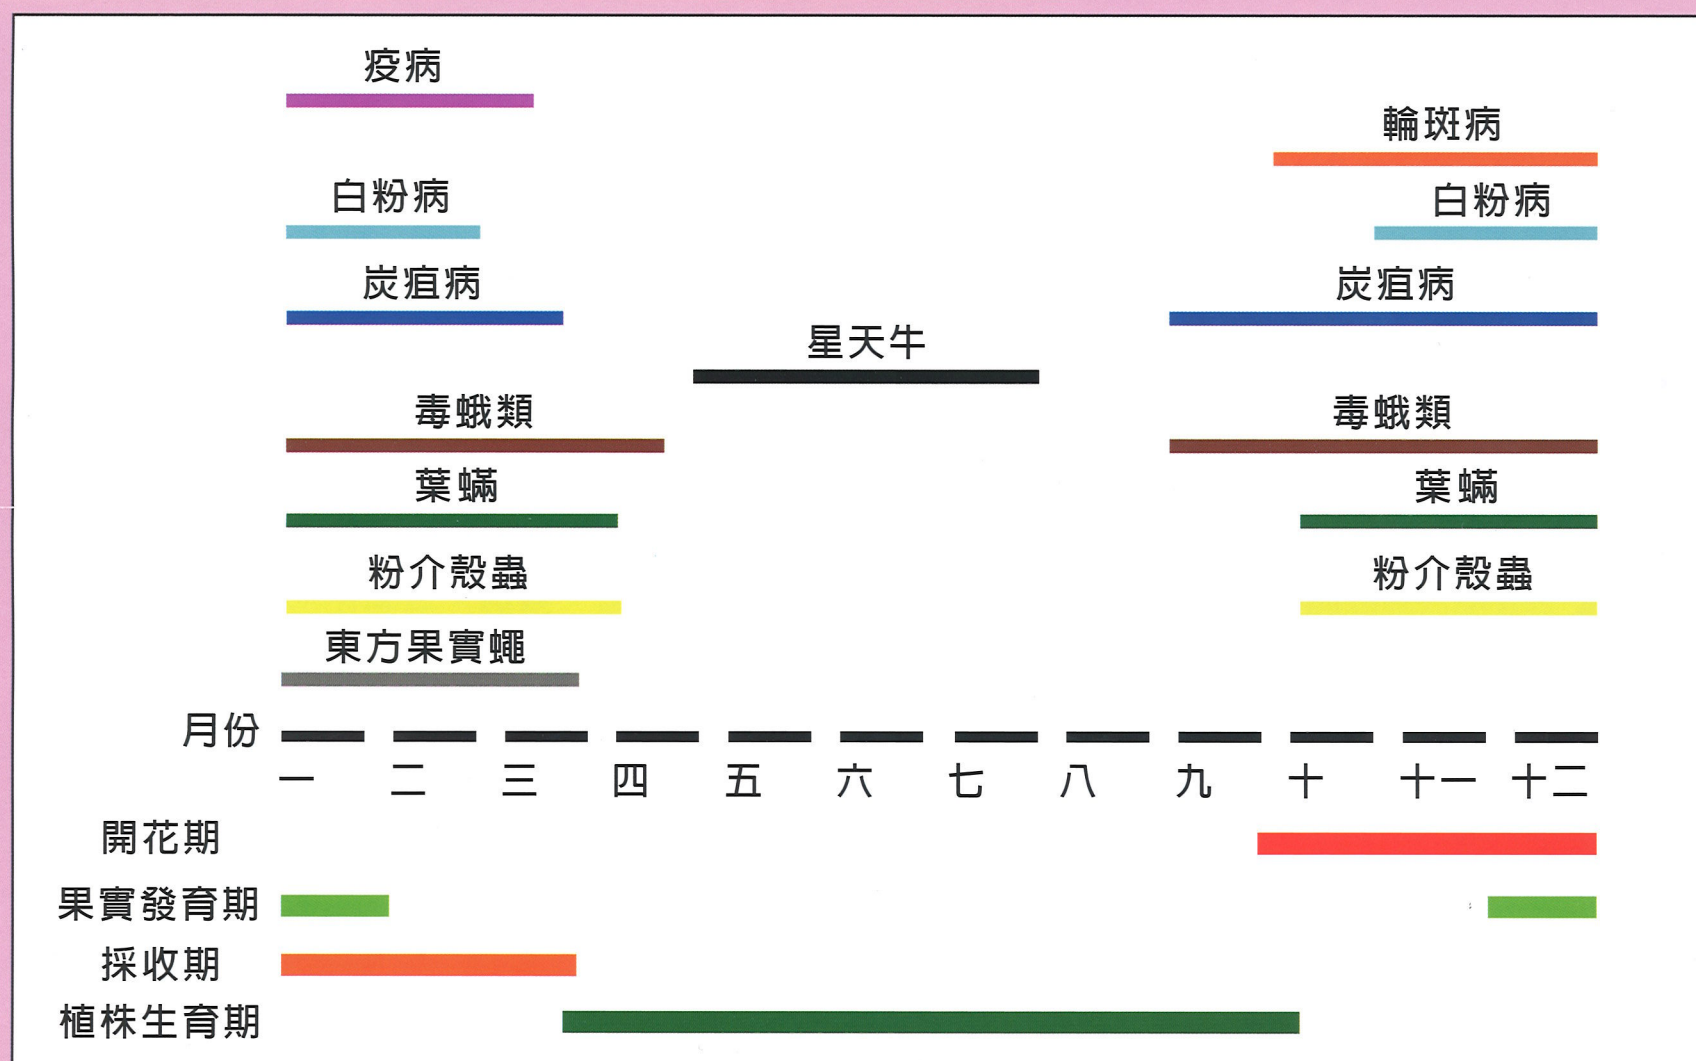 疫病
輪斑病
白粉病 白粉病
炭疽病 炭疽病
星天牛
毒蛾類 毒蛾類
葉蟎 葉蟎
粉介殼蟲 粉介殼蟲
東方果實蠅
月份
一 二 三 四 五 六 七 八 九 十 十一 十二
開花期
果實發育期
採收期
植株生育期